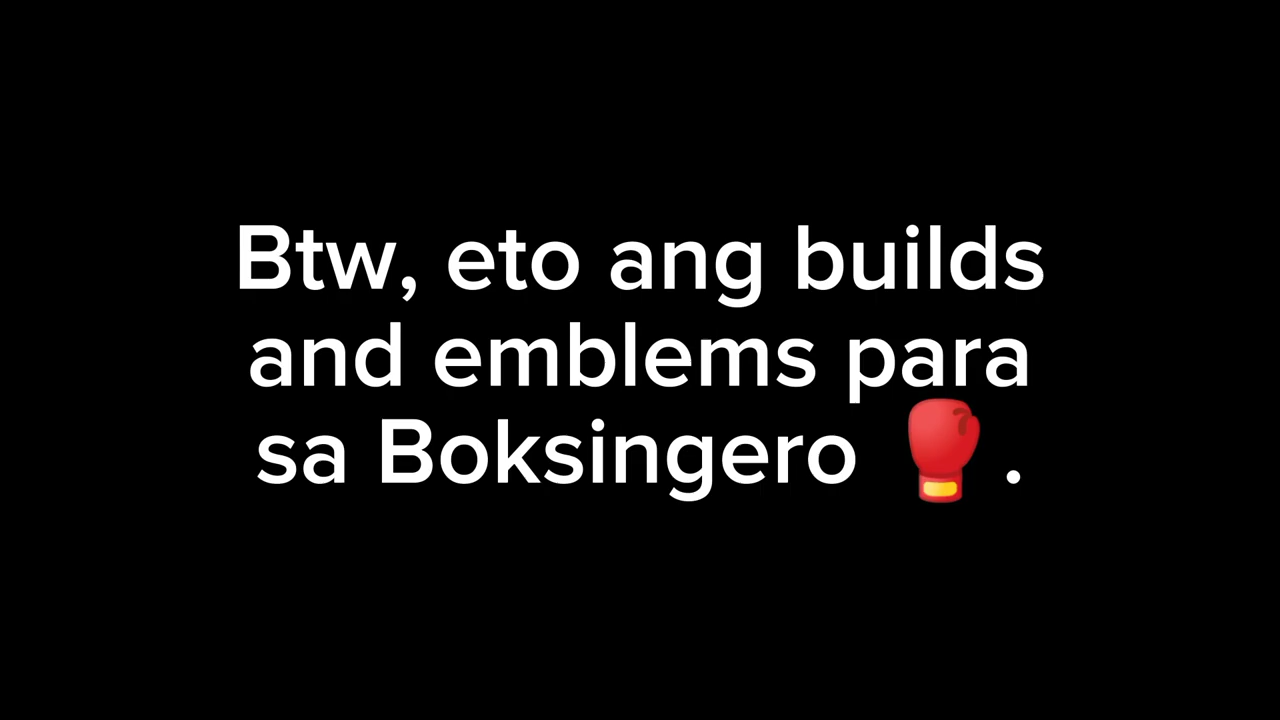 Btw, eto ang builds
and emblems para
sa Boksingero 🥊.